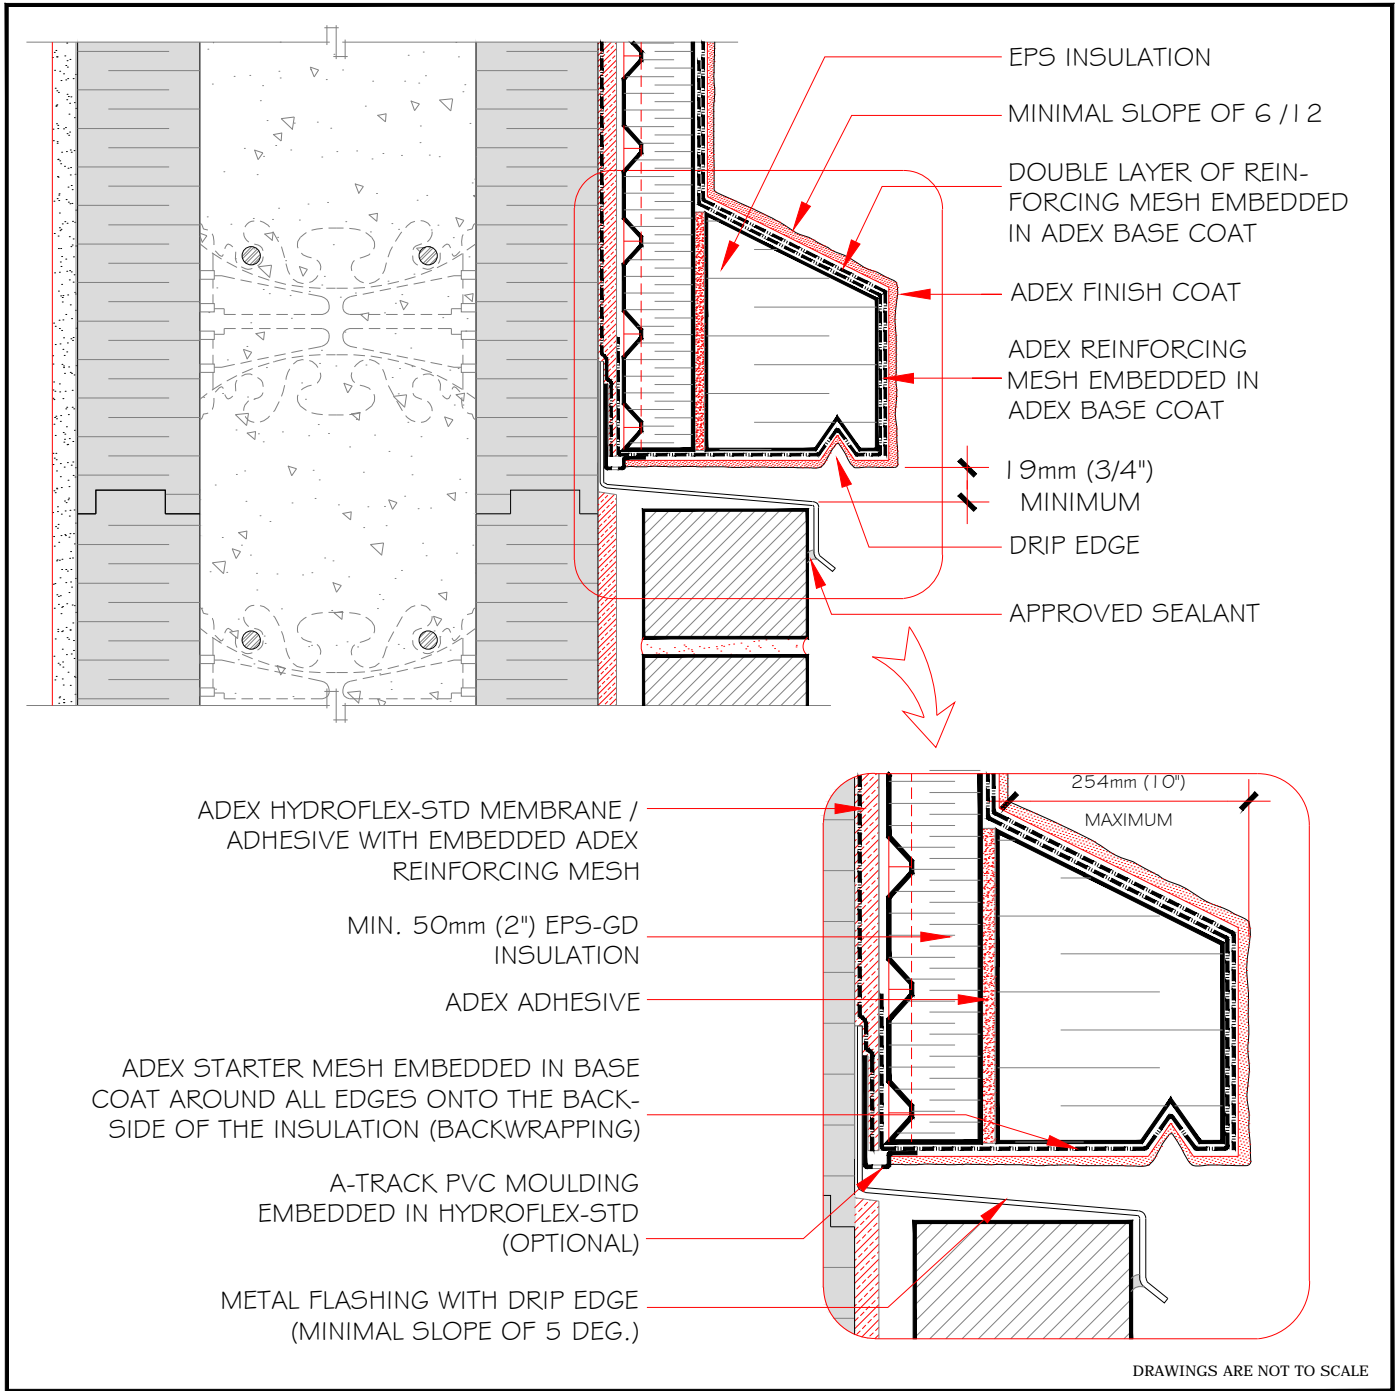 EPS INSULATION
MINIMAL SLOPE OF 6 /12
DOUBLE LAYER OF REIN-
FORCING MESH EMBEDDED
IN ADEX BASE COAT
ADEX FINISH COAT
ADEX REINFORCING
MESH EMBEDDED IN
ADEX BASE COAT
19mm (3/4")
MINIMUM
DRIP EDGE
APPROVED SEALANT
254mm (10")
MAXIMUM
ADEX HYDROFLEX-STD MEMBRANE /
ADHESIVE WITH EMBEDDED ADEX
REINFORCING MESH
MIN. 50mm (2") EPS-GD
INSULATION
ADEX ADHESIVE
ADEX STARTER MESH EMBEDDED IN BASE
COAT AROUND ALL EDGES ONTO THE BACK-
SIDE OF THE INSULATION (BACKWRAPPING)
A-TRACK PVC MOULDING
EMBEDDED IN HYDROFLEX-STD
(OPTIONAL)
METAL FLASHING WITH DRIP EDGE
(MINIMAL SLOPE OF 5 DEG.)
DRAWINGS ARE NOT TO SCALE